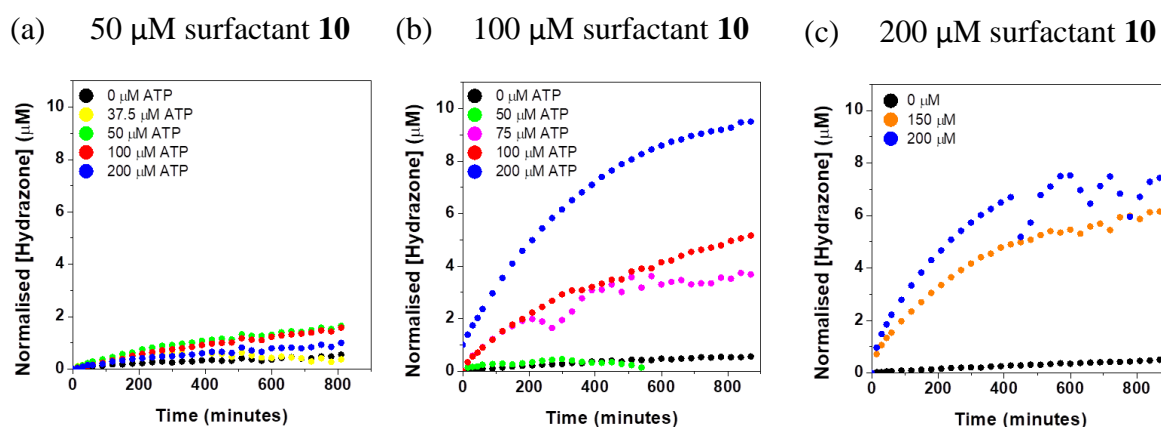 (a) 50 μM surfactant 10
Normalised [Hydrazone] (μM)
10
8
6
4
2
0
0 μM ATP
37.5 μM ATP
50 μM ATP
100 μM ATP
200 μM ATP
0 200 400 600 800
Time (minutes)
(b) 100 μM surfactant 10
Normalised [Hydrazone] (μM)
10
8
6
4
2
0
0 μM ATP
50 μM ATP
75 μM ATP
100 μM ATP
200 μM ATP
0 200 400 600 800
Time (minutes)
(c) 200 μM surfactant 10
Normalised [Hydrazone] (μM)
10
8
6
4
2
0
0 μM
150 μM
200 μM
0 200 400 600 800
Time (minutes)